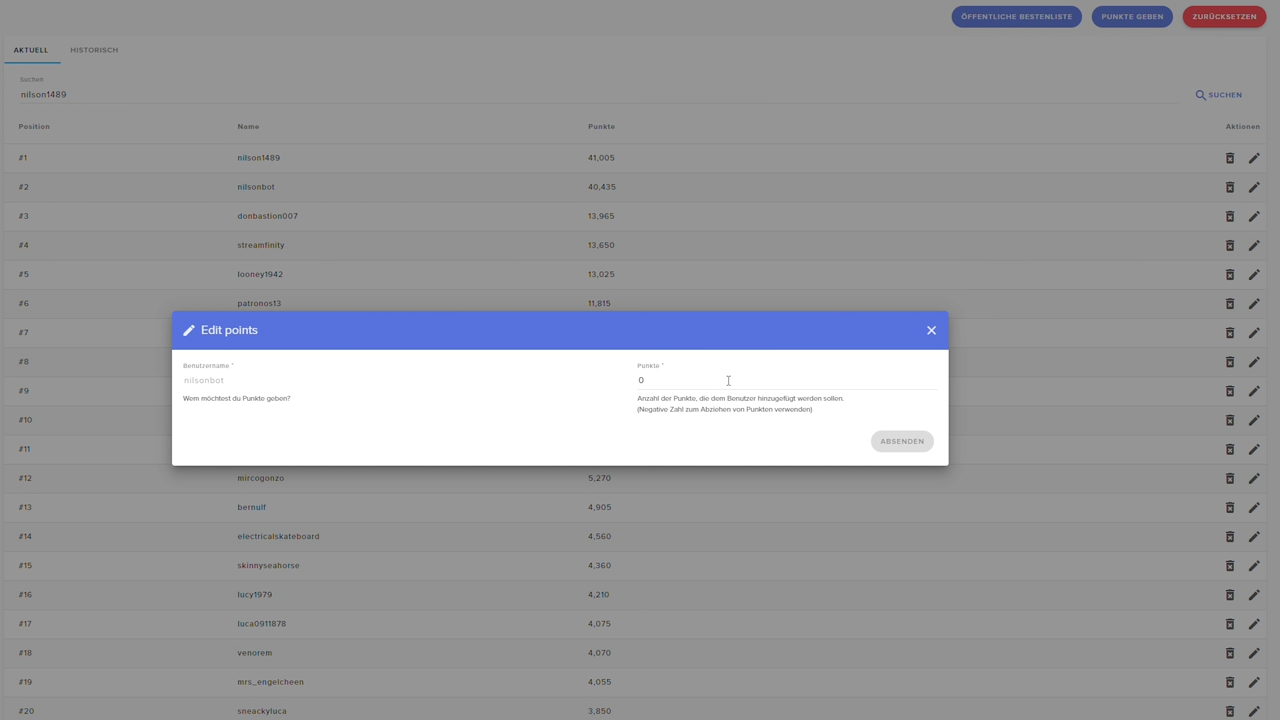 ÖFFENTLICHE BESTENLISTE PUNKTE GEBEN ZURÜCKSETZEN
AKTUELL HISTORISCH
Suchen
nilson1489 SUCHEN
Position Name Punkte Aktionen
#1 nilson1489 41,005
#2 nilsonbot 40,435
#3 donbastion007 13,965
#4 streamfinity 13,650
#5 looney1942 13,025
#6 patronos13 11,815
#7
#8
#9
#10
#11
Edit points
Benutzername * Punkte *
nilsonbot 0
Wem möchtest du Punkte geben? Anzahl der Punkte, die dem Benutzer hinzugefügt werden sollen.
(Negative Zahl zum Abziehen von Punkten verwenden)
ABSENDEN
#12 mircogonzo 5,270
#13 bernulf 4,905
#14 electricalskateboard 4,560
#15 skinnyseahorse 4,360
#16 lucy1979 4,210
#17 luca0911878 4,075
#18 venorem 4,070
#19 mrs_engelcheen 4,055
#20 sneackyluca 3,850